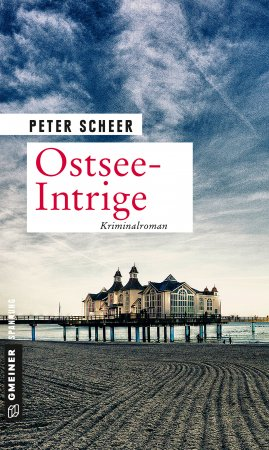 PETER SCHEER
Ostsee-
Intrige
Kriminalroman
GMEINER SPANNUNG